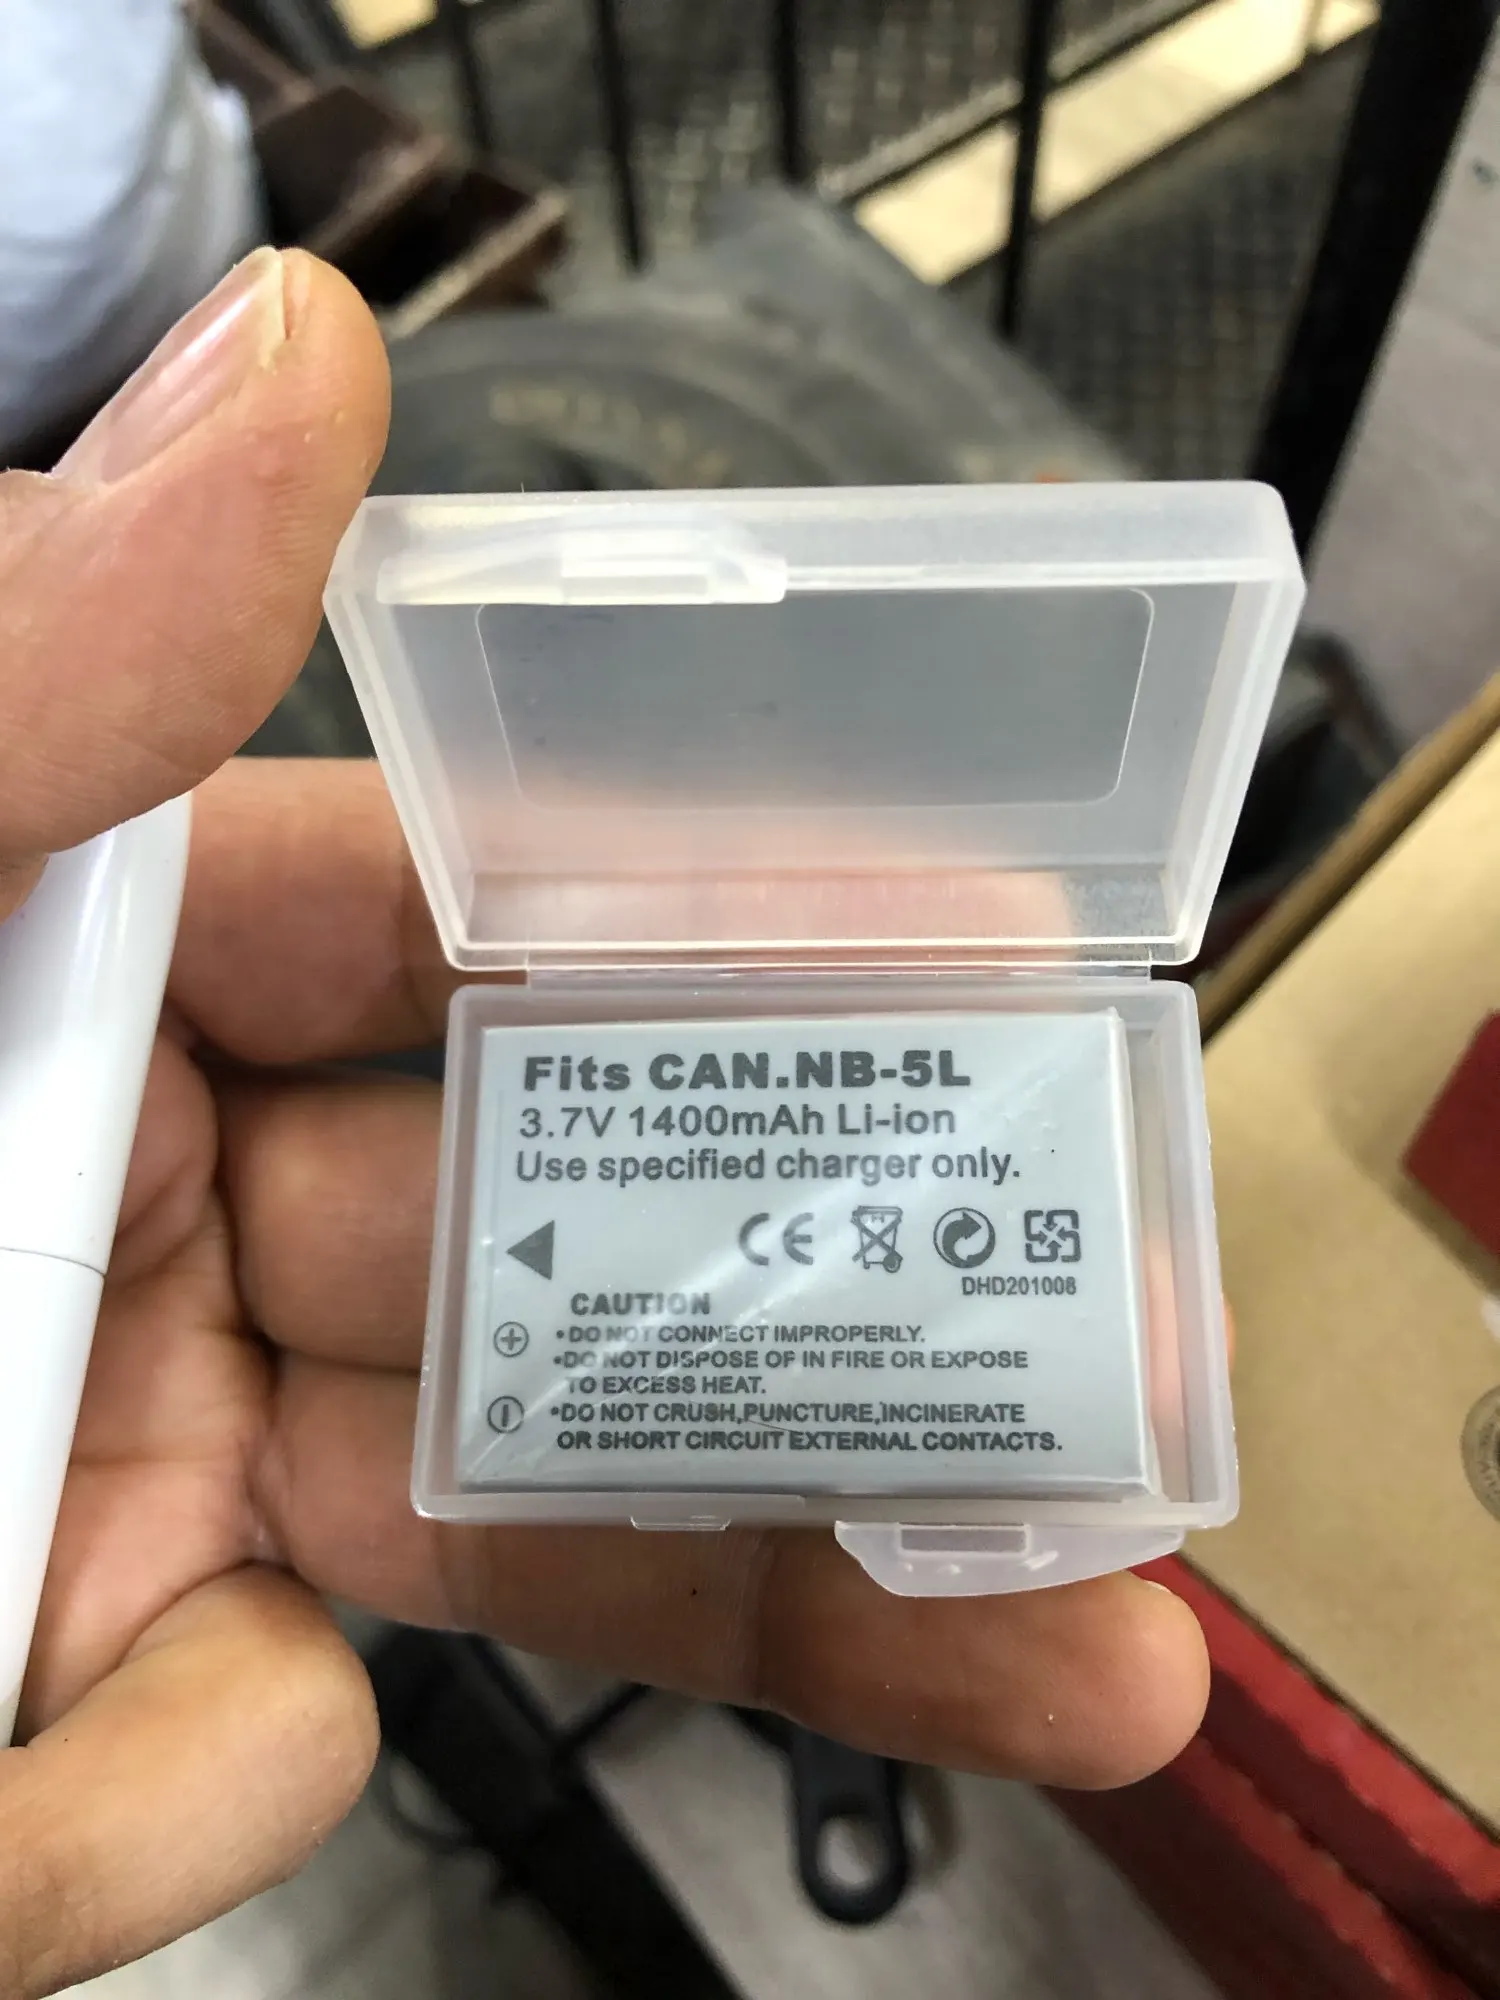 Fits CAN.NB-5L
3.7V 1400mAh Li-ion
Use specified charger only.
CE
DHD201008
CAUTION
•DO NOT CONNECT IMPROPERLY.
•DO NOT DISPOSE OF IN FIRE OR EXPOSE
TO EXCESS HEAT.
•DO NOT CRUSH,PUNCTURE,INCINERATE
OR SHORT CIRCUIT EXTERNAL CONTACTS.